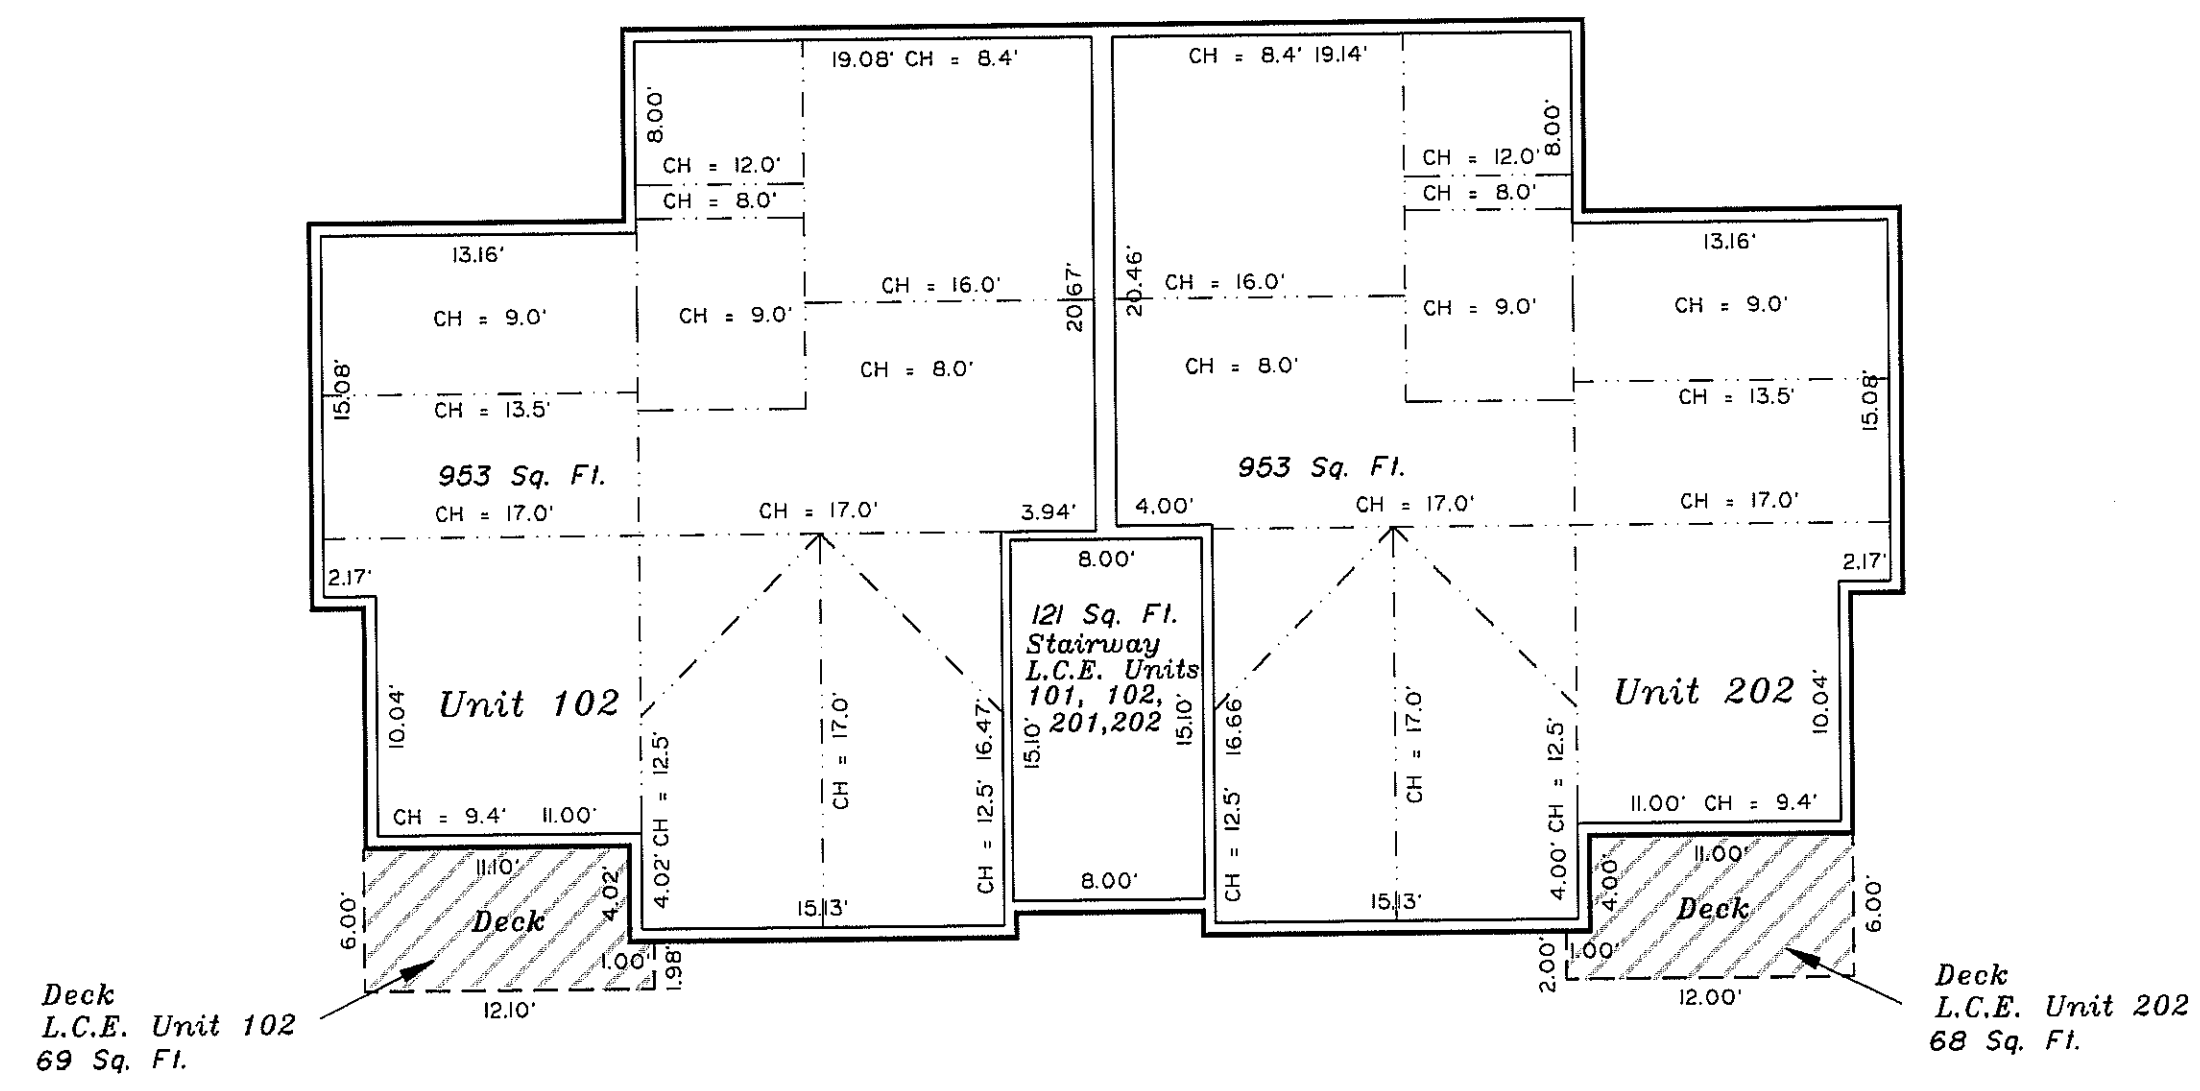 19.08' CH = 8.4'
CH = 8.4' 19.14'
8.00'
8.00'
CH = 12.0'
CH = 12.0'
CH = 8.0'
CH = 8.0'
13.16'
13.16'
CH = 16.0'
CH = 16.0'
20.67'
20.46'
CH = 9.0'
CH = 9.0'
CH = 9.0'
CH = 9.0'
CH = 8.0'
CH = 8.0'
15.08'
15.08'
CH = 13.5'
CH = 13.5'
953 Sq. Ft.
953 Sq. Ft.
CH = 17.0'
CH = 17.0'
3.94'
4.00'
CH = 17.0'
CH = 17.0'
2.17'
2.17'
8.00'
121 Sq. Ft.
Stairway
L.C.E. Units
101, 102,
201,202
15.10'
15.10'
8.00'
Unit 102
Unit 202
10.04'
10.04'
CH = 9.4' 11.00'
11.00' CH = 9.4'
4.02' CH = 12.5'
CH = 17.0'
CH = 12.5' 16.47'
CH = 12.5' 16.66'
CH = 17.0'
4.00' CH = 12.5'
15.13'
15.13'
11.10'
4.02'
6.00'
Deck
1.00'
1.98'
12.10'
11.00'
4.00'
6.00'
Deck
1.00'
2.00'
12.00'
Deck
L.C.E. Unit 102
69 Sq. Ft.
Deck
L.C.E. Unit 202
68 Sq. Ft.